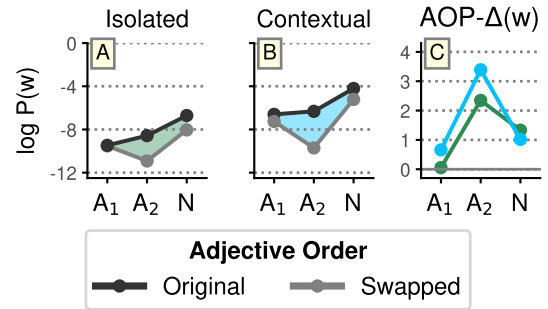 Isolated Contextual AOP-Δ(w)
A B C
log P(w)
0
-4
-8
-12
4
3
2
1
0
A₁ A₂ N A₁ A₂ N A₁ A₂ N
Adjective Order
Original Swapped